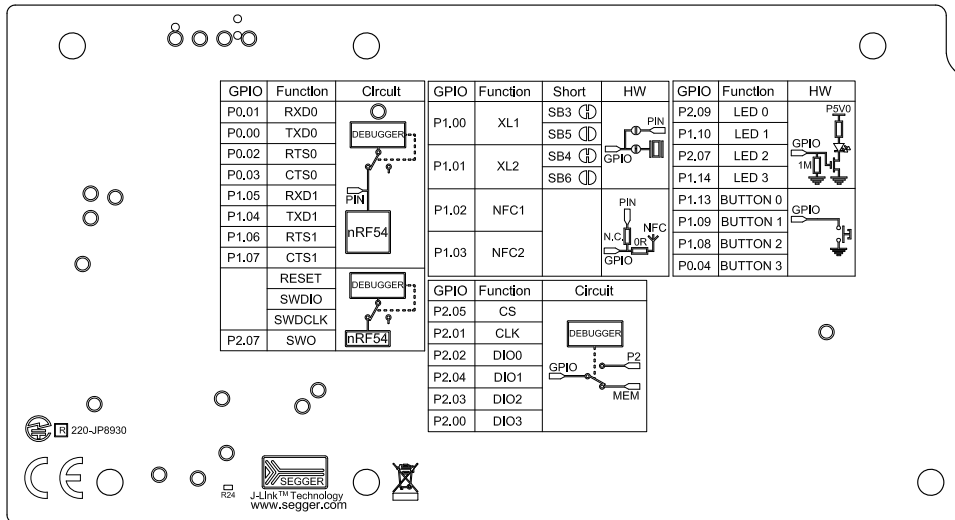 GPIO Function Circuit
P0.01 RXD0
P0.00 TXD0
P0.02 RTS0
P0.03 CTS0
P1.05 RXD1
P1.04 TXD1
P1.06 RTS1
P1.07 CTS1
DEBUGGER
PIN
nRF54
RESET
SWDIO
SWDCLK
P2.07 SWO
DEBUGGER
nRF54
GPIO Function Short HW
P1.00 XL1 SB3
SB5
P1.01 XL2 SB4
SB6
PIN
GPIO
P1.02 NFC1
P1.03 NFC2
PIN
NFC
N.C.
0R
GPIO
GPIO Function Circuit
P2.05 CS
P2.01 CLK
P2.02 DIO0
P2.04 DIO1
P2.03 DIO2
P2.00 DIO3
DEBUGGER
P2
GPIO
MEM
GPIO Function HW
P2.09 LED 0
P1.10 LED 1
P2.07 LED 2
P1.14 LED 3
P5V0
GPIO
1M
P1.13 BUTTON 0
P1.09 BUTTON 1
P1.08 BUTTON 2
P0.04 BUTTON 3
GPIO
R 220-JP8930
CE
R24
SEGGER
J-Link™ Technology
www.segger.com